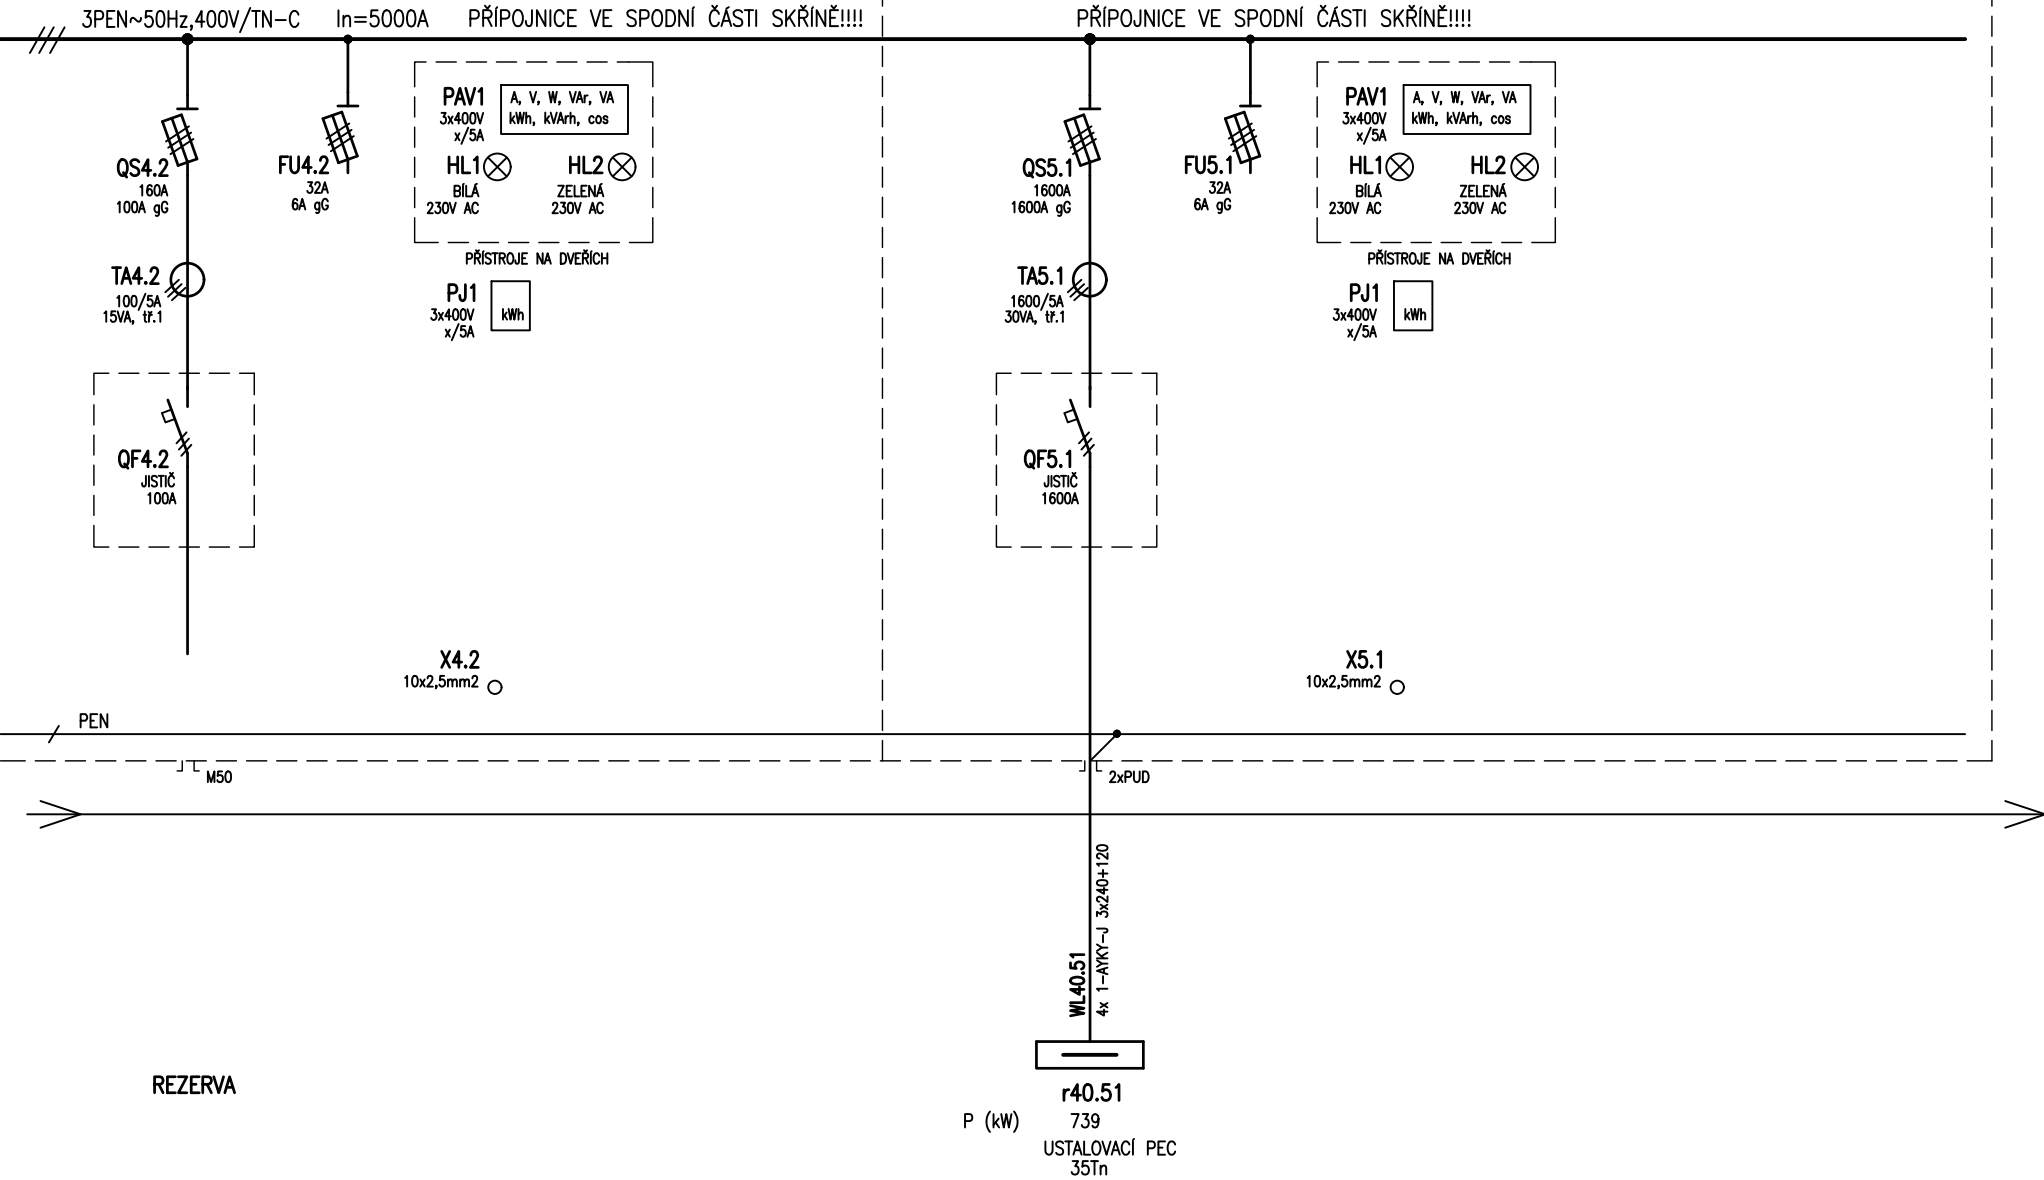 3PEN~50Hz,400V/TN-C In=5000A PŘÍPOJNICE VE SPODNÍ ČÁSTI SKŘÍNĚ!!!!
PŘÍPOJNICE VE SPODNÍ ČÁSTI SKŘÍNĚ!!!!
QS4.2
160A
100A gG
FU4.2
32A
6A gG
PAV1
3x400V
x/5A
A, V, W, VAr, VA
kWh, kVArh, cos
HL1
BÍLÁ
230V AC
HL2
ZELENÁ
230V AC
PŘÍSTROJE NA DVEŘÍCH
TA4.2
100/5A
15VA, tř.1
PJ1
3x400V
x/5A
kWh
QF4.2
JISTIČ
100A
X4.2
10x2,5mm2
PEN
M50
REZERVA
QS5.1
1600A
1600A gG
FU5.1
32A
6A gG
PAV1
3x400V
x/5A
A, V, W, VAr, VA
kWh, kVArh, cos
HL1
BÍLÁ
230V AC
HL2
ZELENÁ
230V AC
PŘÍSTROJE NA DVEŘÍCH
TA5.1
1600/5A
30VA, tř.1
PJ1
3x400V
x/5A
kWh
QF5.1
JISTIČ
1600A
X5.1
10x2,5mm2
2xPUD
WL40.51
4x 1-AYKY-J 3x240+120
r40.51
P (kW) 739
USTALOVACÍ PEC
35Tn